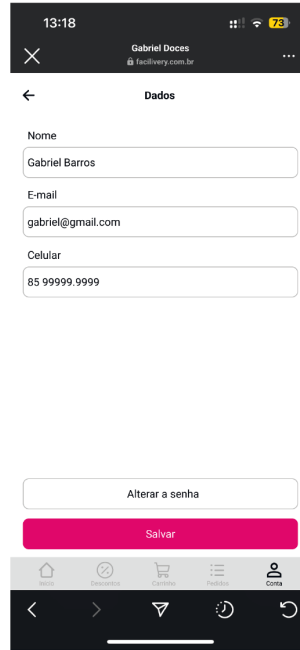 13:18
73
Gabriel Doces
facilivery.com.br
Dados
Nome
Gabriel Barros
E-mail
gabriel@gmail.com
Celular
85 99999.9999
Alterar a senha
Salvar
Início Descontos Carrinho Pedidos Conta